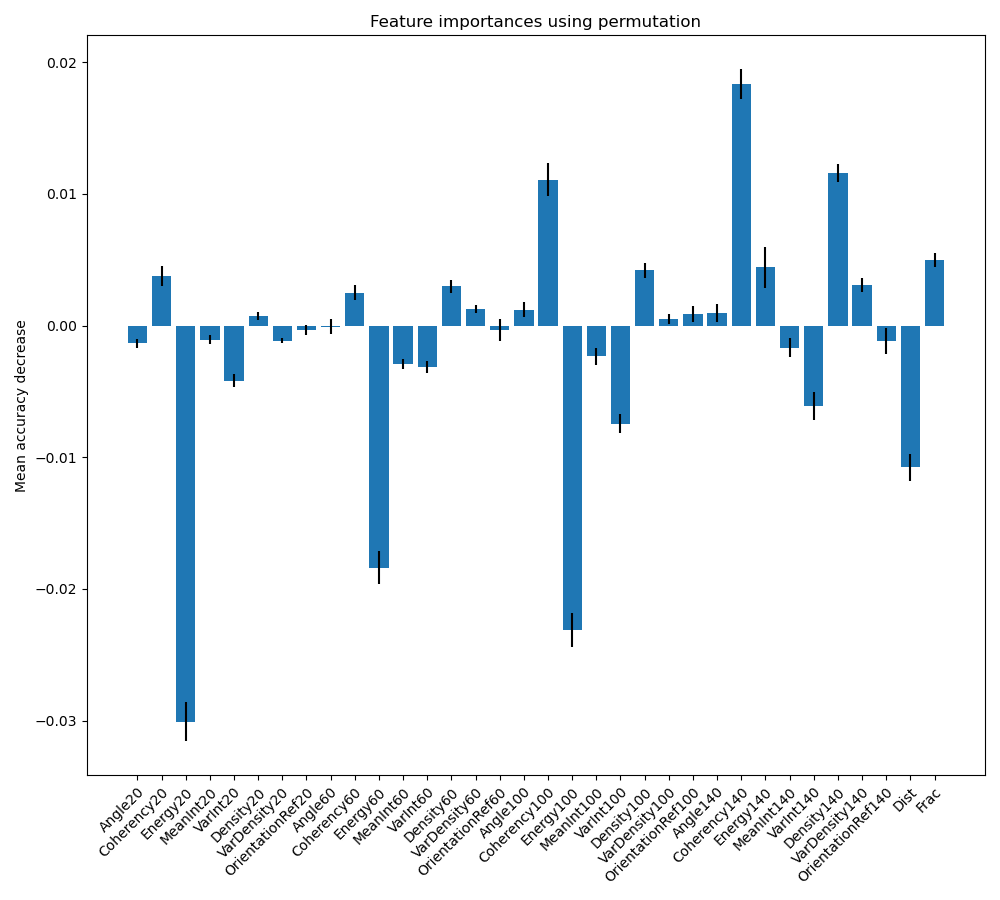 Feature importances using permutation
Mean accuracy decrease
0.02
0.01
0.00
−0.01
−0.02
−0.03
Angle20
Coherency20
Energy20
MeanInt20
VarInt20
Density20
VarDensity20
OrientationRef20
Angle60
Coherency60
Energy60
MeanInt60
VarInt60
Density60
VarDensity60
OrientationRef60
Angle100
Coherency100
Energy100
MeanInt100
VarInt100
Density100
VarDensity100
OrientationRef100
Angle140
Coherency140
Energy140
MeanInt140
VarInt140
Density140
VarDensity140
OrientationRef140
Dist
Frac